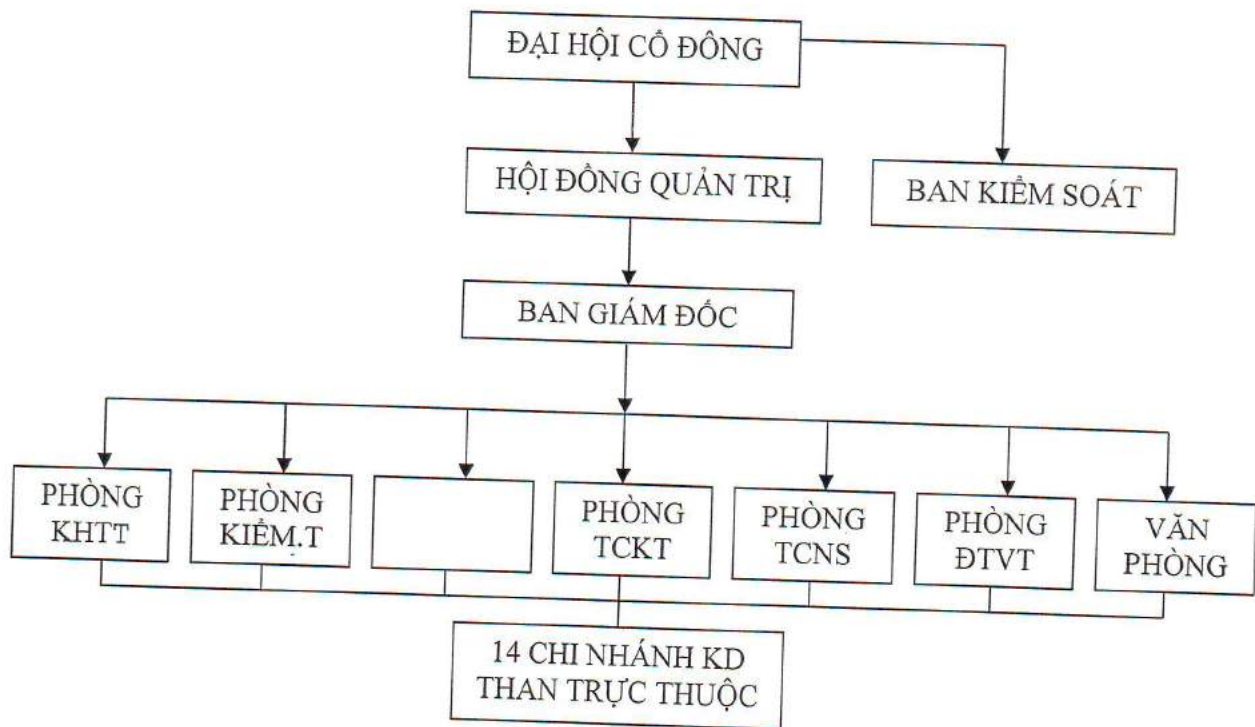 ĐẠI HỘI CỔ ĐÔNG
HỘI ĐỒNG QUẢN TRỊ
BAN KIỂM SOÁT
BAN GIÁM ĐỐC
PHÒNG
KHTT
PHÒNG
KIỂM.T
PHÒNG
TCKT
PHÒNG
TCNS
PHÒNG
ĐTVT
VĂN
PHÒNG
14 CHI NHÁNH KD
THAN TRỰC THUỘC